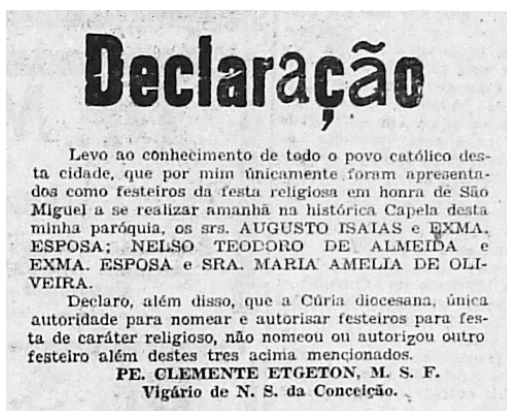 Declaração
Levo ao conhecimento de todo o povo católico des-
ta cidade, que por mim únicamente foram apresenta-
dos como festeiros da festa religiosa em honra de São
Miguel a se realizar amanhã na histórica Capela desta
minha paróquia, os srs. AUGUSTO ISAIAS e EXMA.
ESPOSA; NELSO TEODORO DE ALMEIDA e
EXMA. ESPOSA e SRA. MARIA AMELIA DE OLI-
VEIRA.
Declaro, além disso, que a Cúria diocesana, única
autoridade para nomear e autorisar festeiros para fes-
ta de caráter religioso, não nomeou ou autorizou outro
festeiro além destes tres acima mencionados.
PE. CLEMENTE ETGETON, M. S. F.
Vigário de N. S. da Conceição.